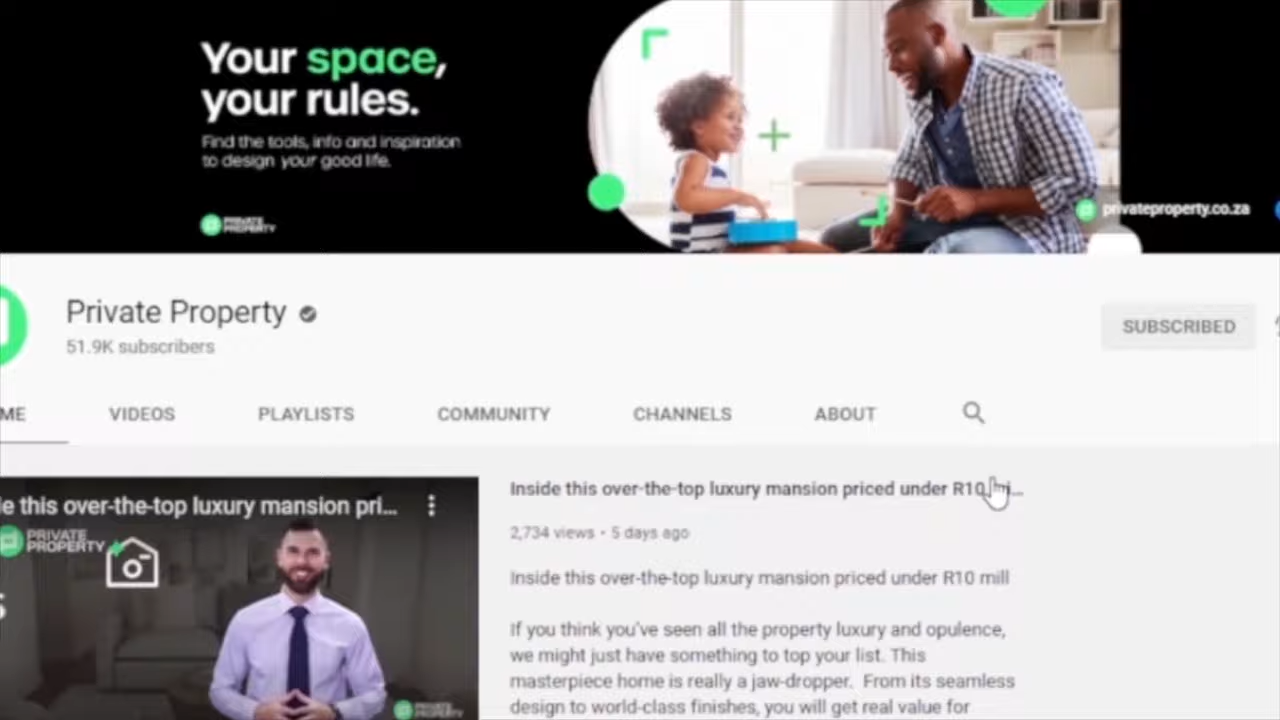 Your space,
your rules.
Find the tools, info and inspiration
to design your good life.
PRIVATE
PROPERTY
privateproperty.co.za
Private Property
51.9K subscribers
SUBSCRIBED
ME
VIDEOS
PLAYLISTS
COMMUNITY
CHANNELS
ABOUT
e this over-the-top luxury mansion pri...
PRIVATE
PROPERTY
PRIVATE
PROPERTY
Inside this over-the-top luxury mansion priced under R10
2,734 views • 5 days ago
Inside this over-the-top luxury mansion priced under R10 mill
If you think you've seen all the property luxury and opulence,
we might just have something to top your list. This
masterpiece home is really a jaw-dropper. From its seamless
design to world-class finishes, you will get real value for